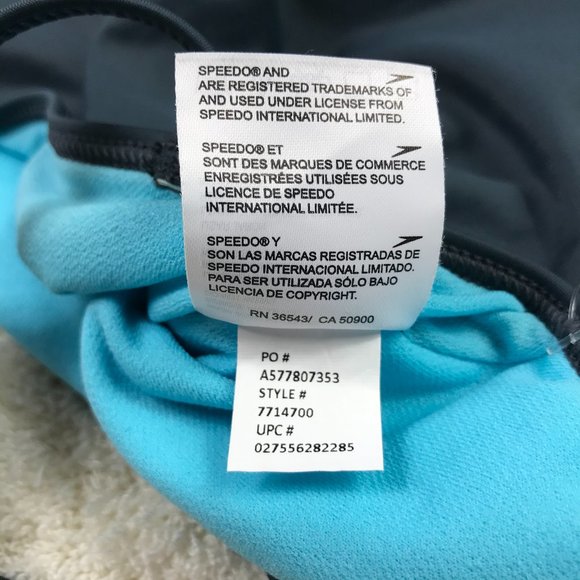 SPEEDO® AND
ARE REGISTERED TRADEMARKS OF
AND USED UNDER LICENSE FROM
SPEEDO INTERNATIONAL LIMITED.
SPEEDO® ET
SONT DES MARQUES DE COMMERCE
ENREGISTRÉES UTILISÉES SOUS
LICENCE DE SPEEDO
INTERNATIONAL LIMITÉE.
SPEEDO® Y
SON LAS MARCAS REGISTRADAS DE
SPEEDO INTERNACIONAL LIMITADO.
PARA SER UTILIZADA SÓLO BAJO
LICENCIA DE COPYRIGHT.
RN 36543/ CA 50900
PO #
A577807353
STYLE #
7714700
UPC #
027556282285